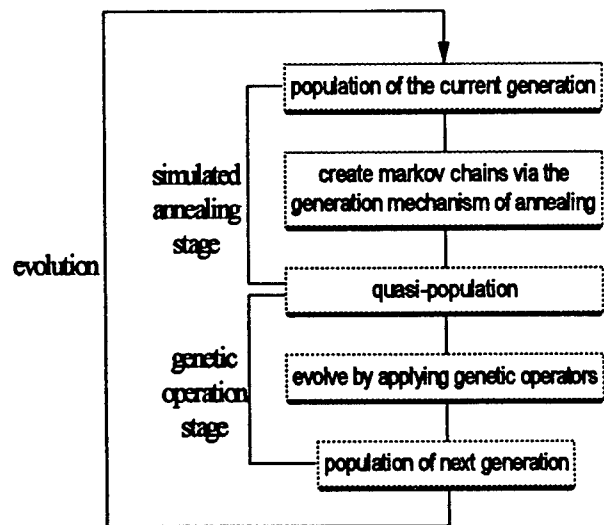 population of the current generation
create markov chains via the
generation mechanism of annealing
simulated
annealing
stage
evolution
quasi-population
genetic
operation
stage
evolve by applying genetic operators
population of next generation